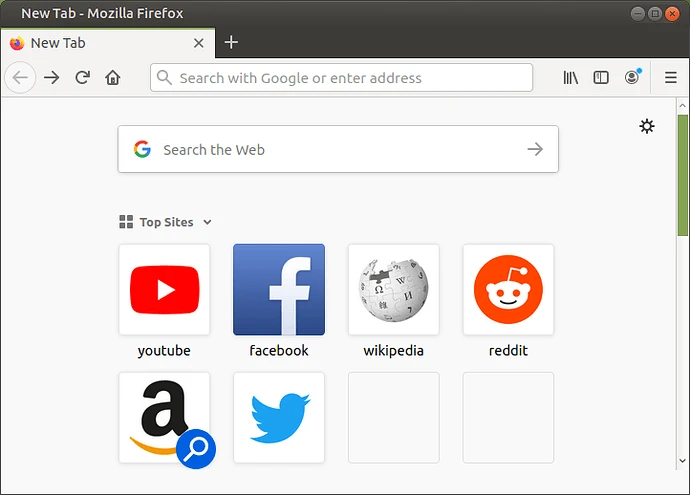 New Tab - Mozilla Firefox
New Tab
Search with Google or enter address
Search the Web
Top Sites
youtube
facebook
wikipedia
reddit